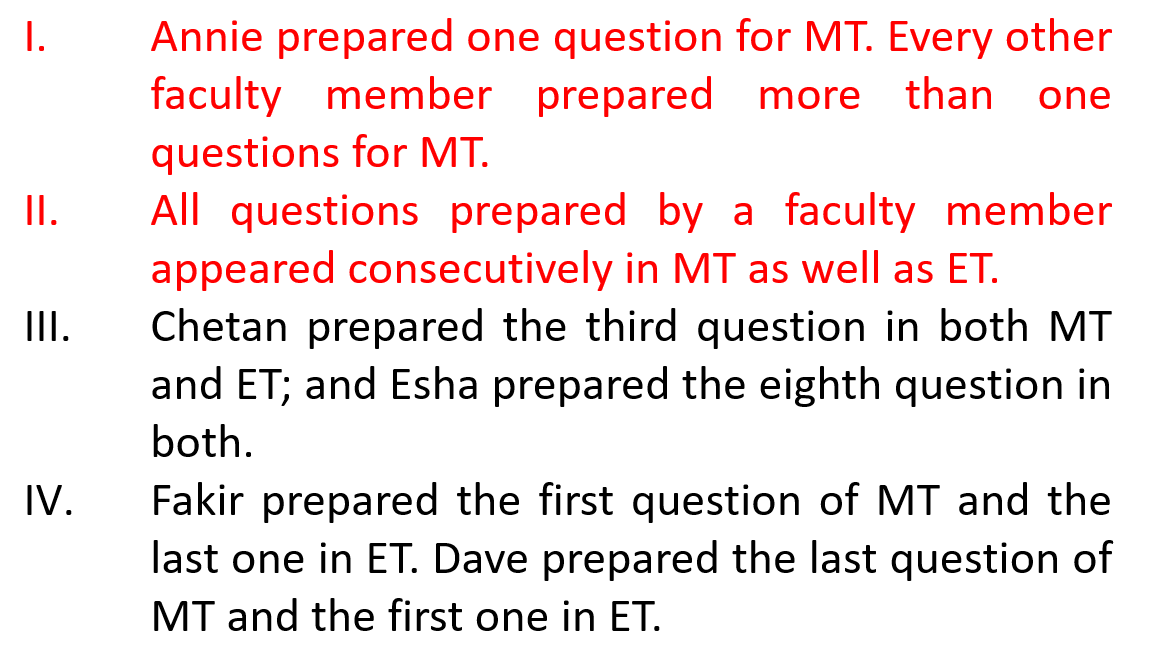 I. Annie prepared one question for MT. Every other
faculty member prepared more than one
questions for MT.
II. All questions prepared by a faculty member
appeared consecutively in MT as well as ET.
III. Chetan prepared the third question in both MT
and ET; and Esha prepared the eighth question in
both.
IV. Fakir prepared the first question of MT and the
last one in ET. Dave prepared the last question of
MT and the first one in ET.